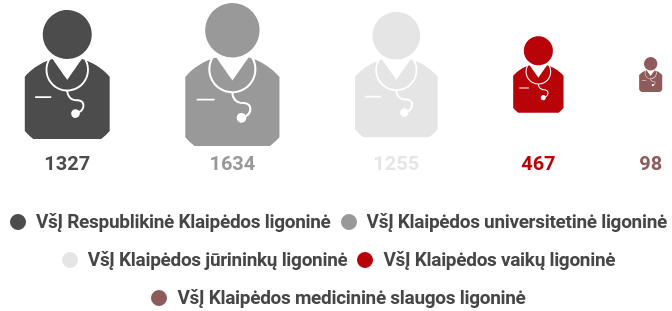 1327 1634 1255 467 98
VšĮ Respublikinė Klaipėdos ligoninė VšĮ Klaipėdos universitetinė ligoninė
VšĮ Klaipėdos jūrininkų ligoninė VšĮ Klaipėdos vaikų ligoninė
VšĮ Klaipėdos medicininė slaugos ligoninė